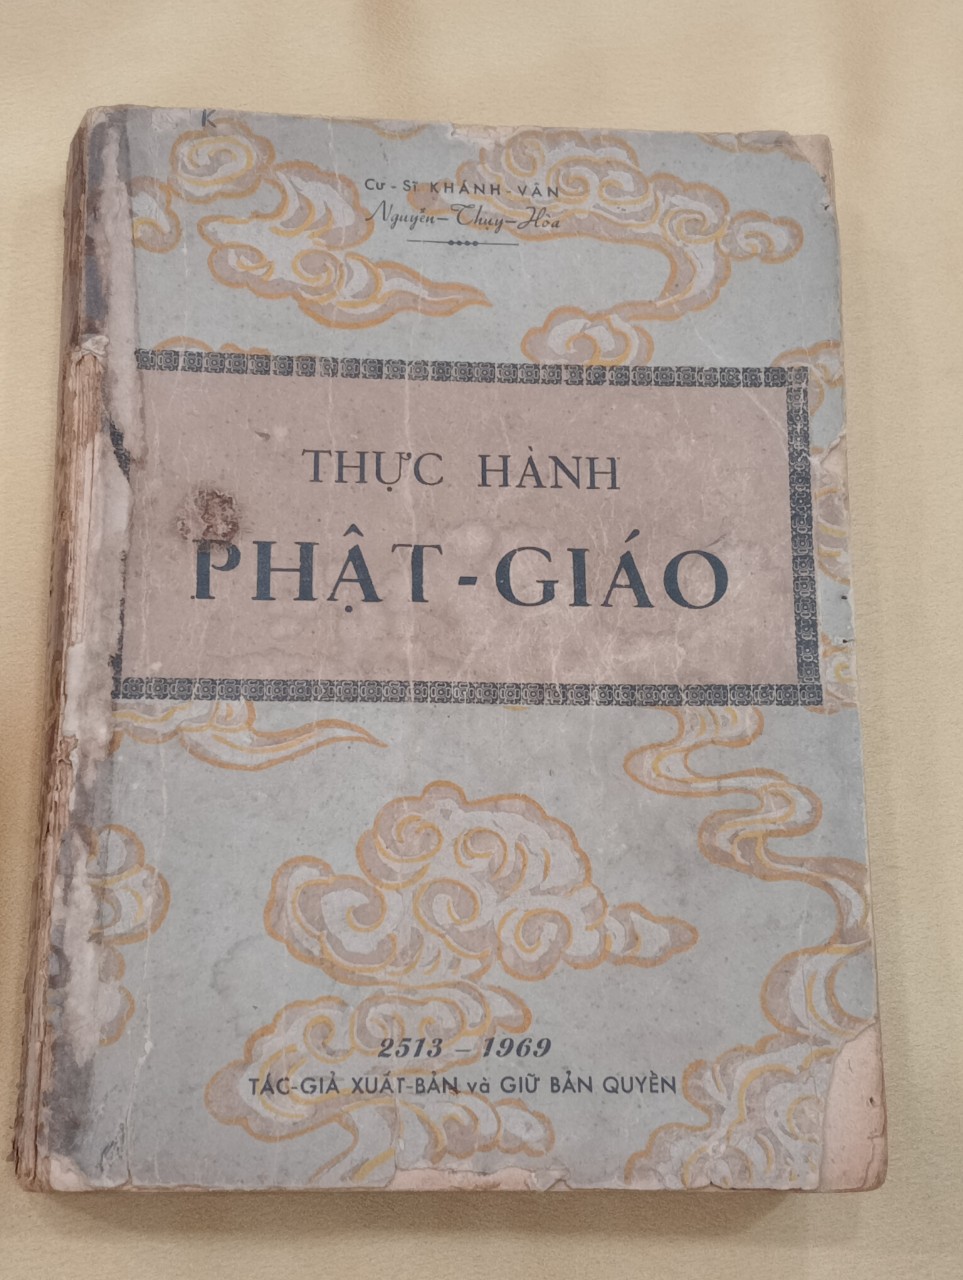 K
Cư - Sĩ KHÁNH - VÂN
Nguyễn - Thụy - Hòa
THỰC HÀNH
PHẬT - GIÁO
2513 - 1969
TÁC-GIẢ XUẤT-BẢN và GIỮ BẢN QUYỀN